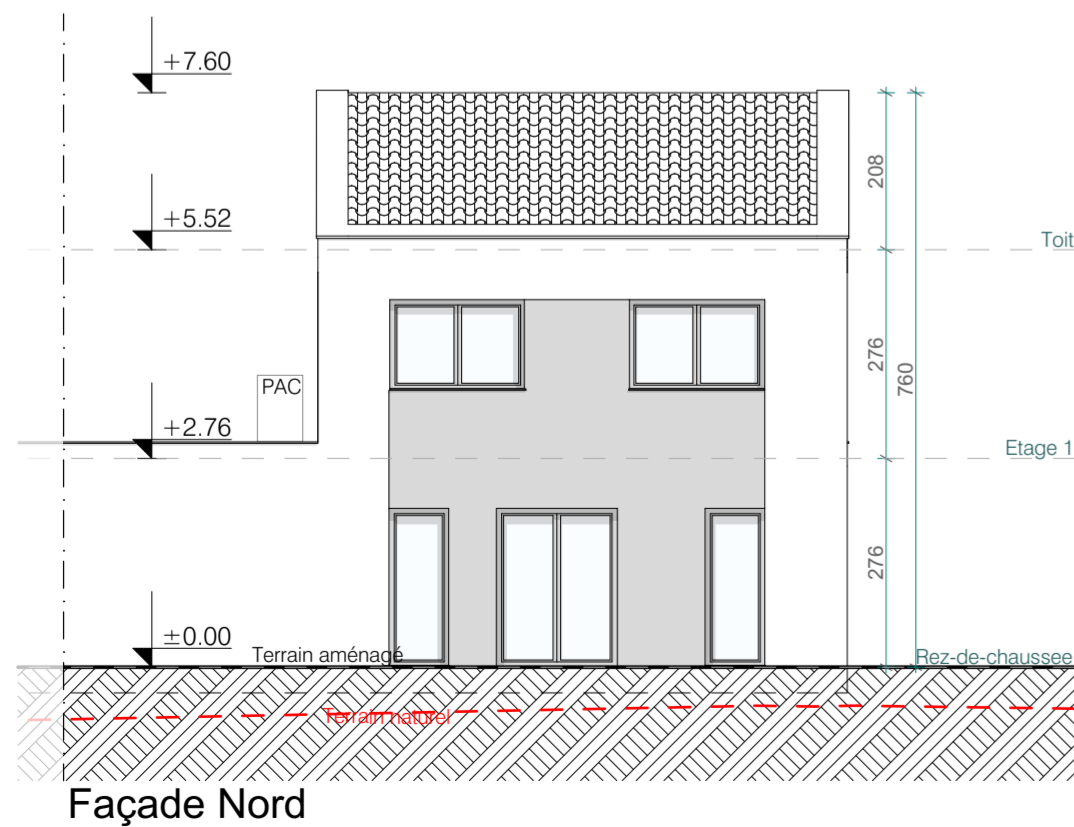 +7.60
208
+5.52
Toit
276
760
PAC
+2.76
Etage 1
276
±0.00
Terrain aménagé
Rez-de-chaussee
Terrain naturel
Façade Nord